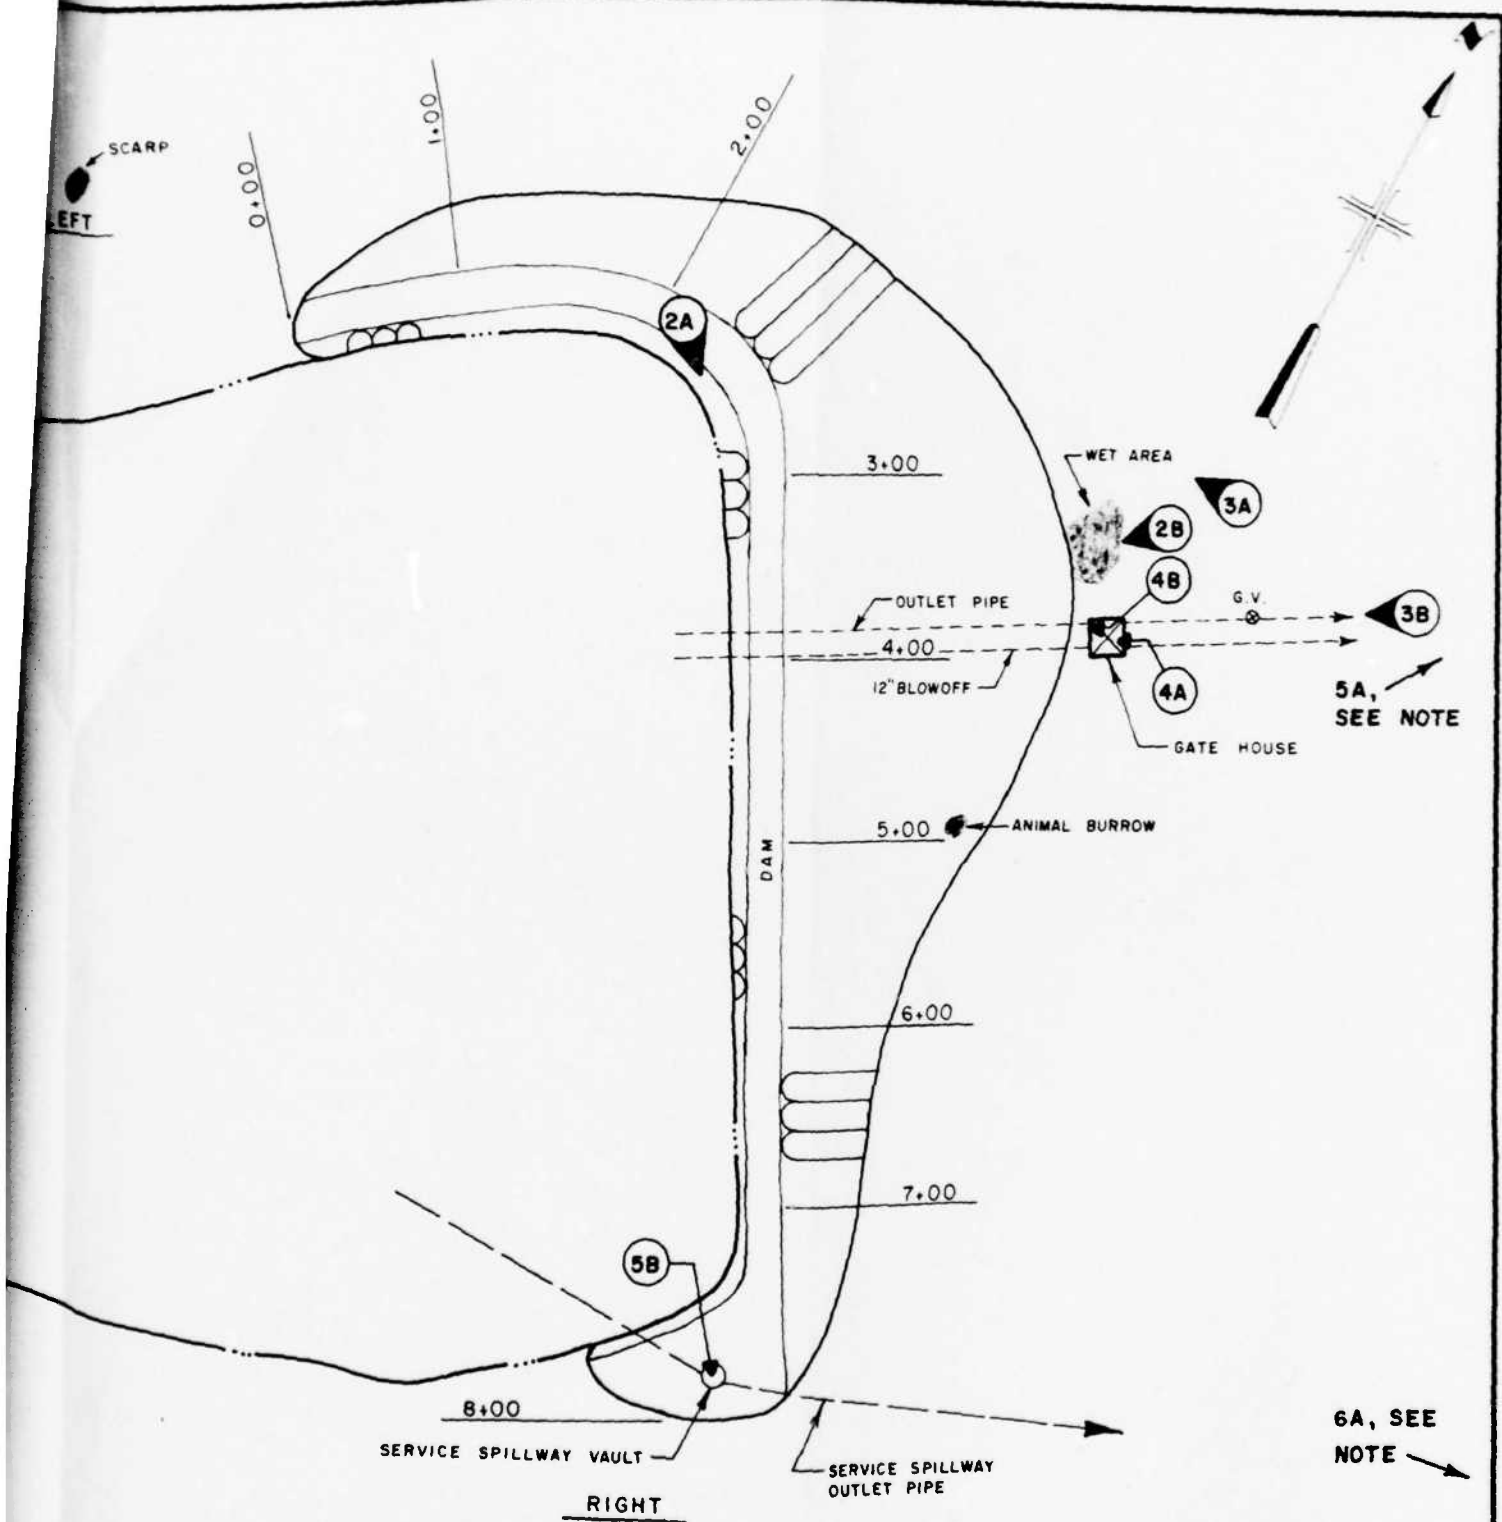 SCARP
EFT
0+00
1+00
2+00
2A
3+00
WET AREA
3A
2B
4B
OUTLET PIPE
G.V.
3B
4+00
12" BLOWOFF
4A
5A,
SEE NOTE
GATE HOUSE
5+00
ANIMAL BURROW
DAM
6+00
7+00
5B
8+00
SERVICE SPILLWAY VAULT
SERVICE SPILLWAY
OUTLET PIPE
RIGHT
6A, SEE
NOTE